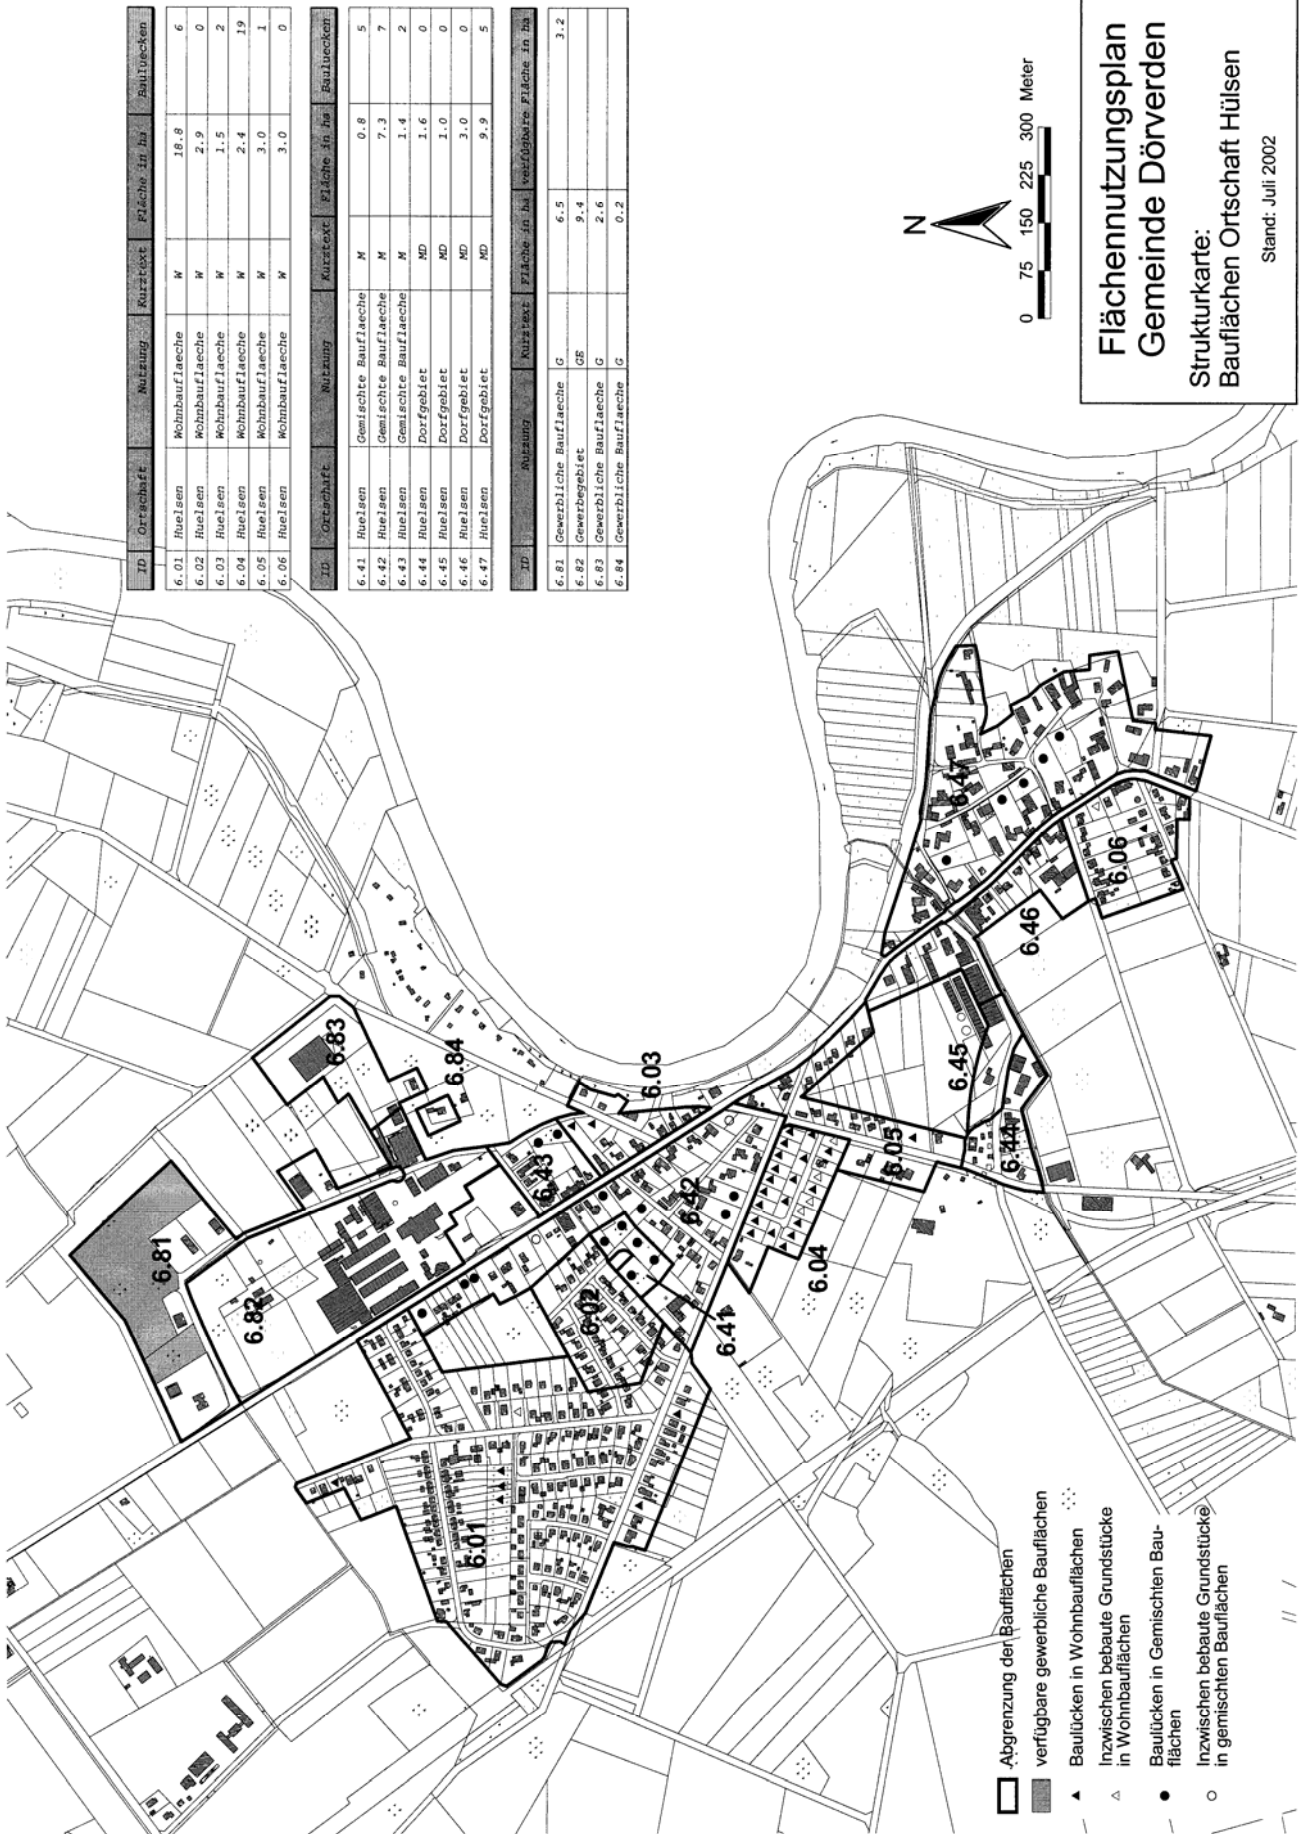 ID Ortschaft Nutzung Kurztext Fläche in ha Bauluecken
6.01 Huelsen Wohnbauflaeche W 18.8 6
6.02 Huelsen Wohnbauflaeche W 2.9 0
6.03 Huelsen Wohnbauflaeche W 1.5 2
6.04 Huelsen Wohnbauflaeche W 2.4 19
6.05 Huelsen Wohnbauflaeche W 3.0 1
6.06 Huelsen Wohnbauflaeche W 3.0 0
ID Ortschaft Nutzung Kurztext Fläche in ha Bauluecken
6.41 Huelsen Gemischte Bauflaeche M 0.8 5
6.42 Huelsen Gemischte Bauflaeche M 7.3 7
6.43 Huelsen Gemischte Bauflaeche M 1.4 2
6.44 Huelsen Dorfgebiet MD 1.6 0
6.45 Huelsen Dorfgebiet MD 1.0 0
6.46 Huelsen Dorfgebiet MD 3.0 0
6.47 Huelsen Dorfgebiet MD 9.9 5
ID Nutzung Kurztext Fläche in ha verfügbare Fläche in ha
6.81 Gewerbliche Bauflaeche G 6.5 3.2
6.82 Gewerbegebiet GE 9.4
6.83 Gewerbliche Bauflaeche G 2.6
6.84 Gewerbliche Bauflaeche G 0.2
6.81
6.82
6.83
6.84
6.43
6.03
6.01
6.02
6.42
6.41
6.04
6.05
6.45
6.44
6.46
6.47
6.06
N
0 75 150 225 300 Meter
Abgrenzung der Bauflächen
verfügbare gewerbliche Bauflächen
Baulücken in Wohnbauflächen
Inzwischen bebaute Grundstücke
in Wohnbauflächen
Baulücken in Gemischten Bau-
flächen
Inzwischen bebaute Grundstücke
in gemischten Bauflächen
Flächennutzungsplan
Gemeinde Dörverden
Strukturkarte:
Bauflächen Ortschaft Hülsen
Stand: Juli 2002